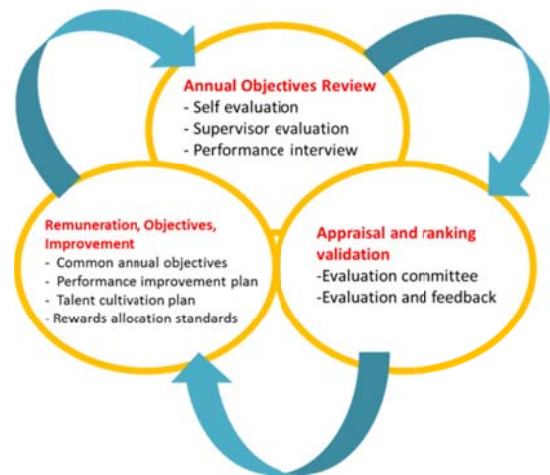 Annual Objectives Review
- Self evaluation
- Supervisor evaluation
- Performance interview
Remuneration, Objectives,
Improvement
- Common annual objectives
- Performance improvement plan
- Talent cultivation plan
- Rewards allocation standards
Appraisal and ranking
validation
-Evaluation committee
-Evaluation and feedback